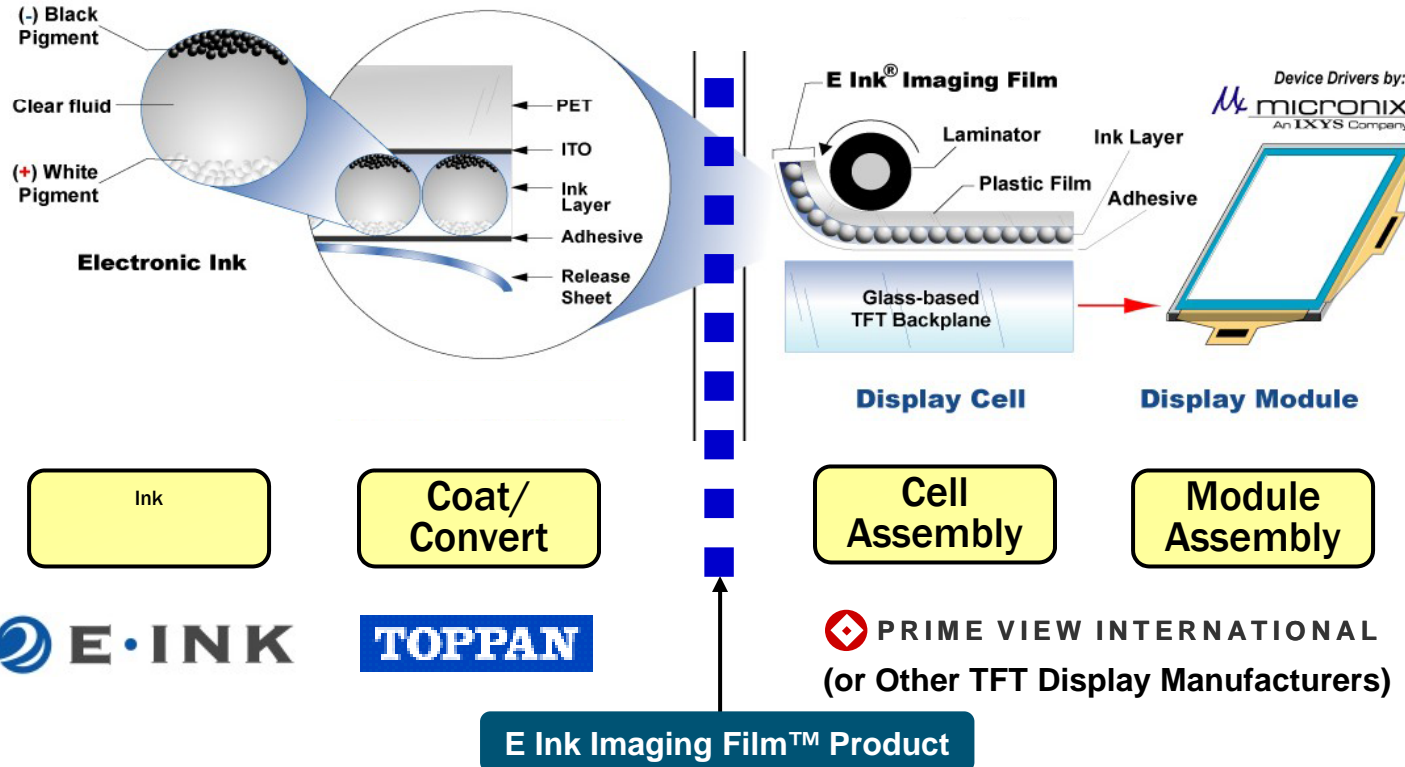 (-) Black
Pigment
Clear fluid
(+) White
Pigment
Electronic Ink
PET
ITO
Ink
Layer
Adhesive
Release
Sheet
E Ink® Imaging Film
Laminator
Plastic Film
Ink Layer
Adhesive
Device Drivers by:
micronix
An IXYS Company
Glass-based
TFT Backplane
Display Cell
Display Module
Ink
Coat/
Convert
Cell
Assembly
Module
Assembly
E·INK
TOPPAN
PRIME VIEW INTERNATIONAL
(or Other TFT Display Manufacturers)
E Ink Imaging Film™ Product